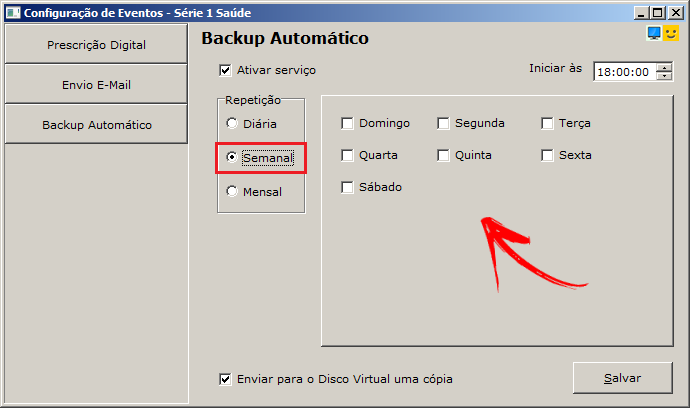 Configuração de Eventos - Série 1 Saúde
Prescrição Digital
Envio E-Mail
Backup Automático
Backup Automático
Ativar serviço
Iniciar às 18:00:00
Repetição
Diária
Semanal
Mensal
Domingo Segunda Terça
Quarta Quinta Sexta
Sábado
Enviar para o Disco Virtual uma cópia
Salvar